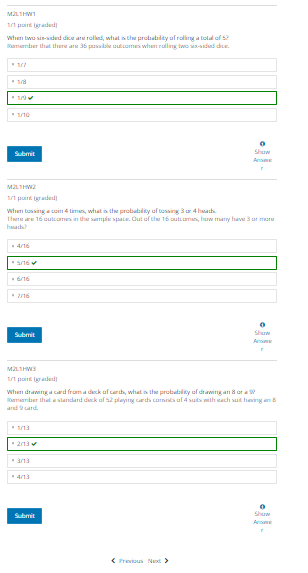 M2L1HW1
1/1 point (graded)
When two six-sided dice are rolled, what is the probability of rolling a total of 5?
Remember that there are 36 possible outcomes when rolling two six-sided dice.
1/7
1/8
1/9 ✔
1/10
Submit
Show
Answe
r
M2L1HW2
1/1 point (graded)
When tossing a coin 4 times, what is the probability of tossing 3 or 4 heads.
There are 16 outcomes in the sample space. Out of the 16 outcomes, how many have 3 or more
heads?
4/16
5/16 ✔
6/16
7/16
Submit
Show
Answe
r
M2L1HW3
1/1 point (graded)
When drawing a card from a deck of cards, what is the probability of drawing an 8 or a 9?
Remember that a standard deck of 52 playing cards consists of 4 suits with each suit having an 8
and 9 card.
1/13
2/13 ✔
3/13
4/13
Submit
Show
Answe
r
Previous Next